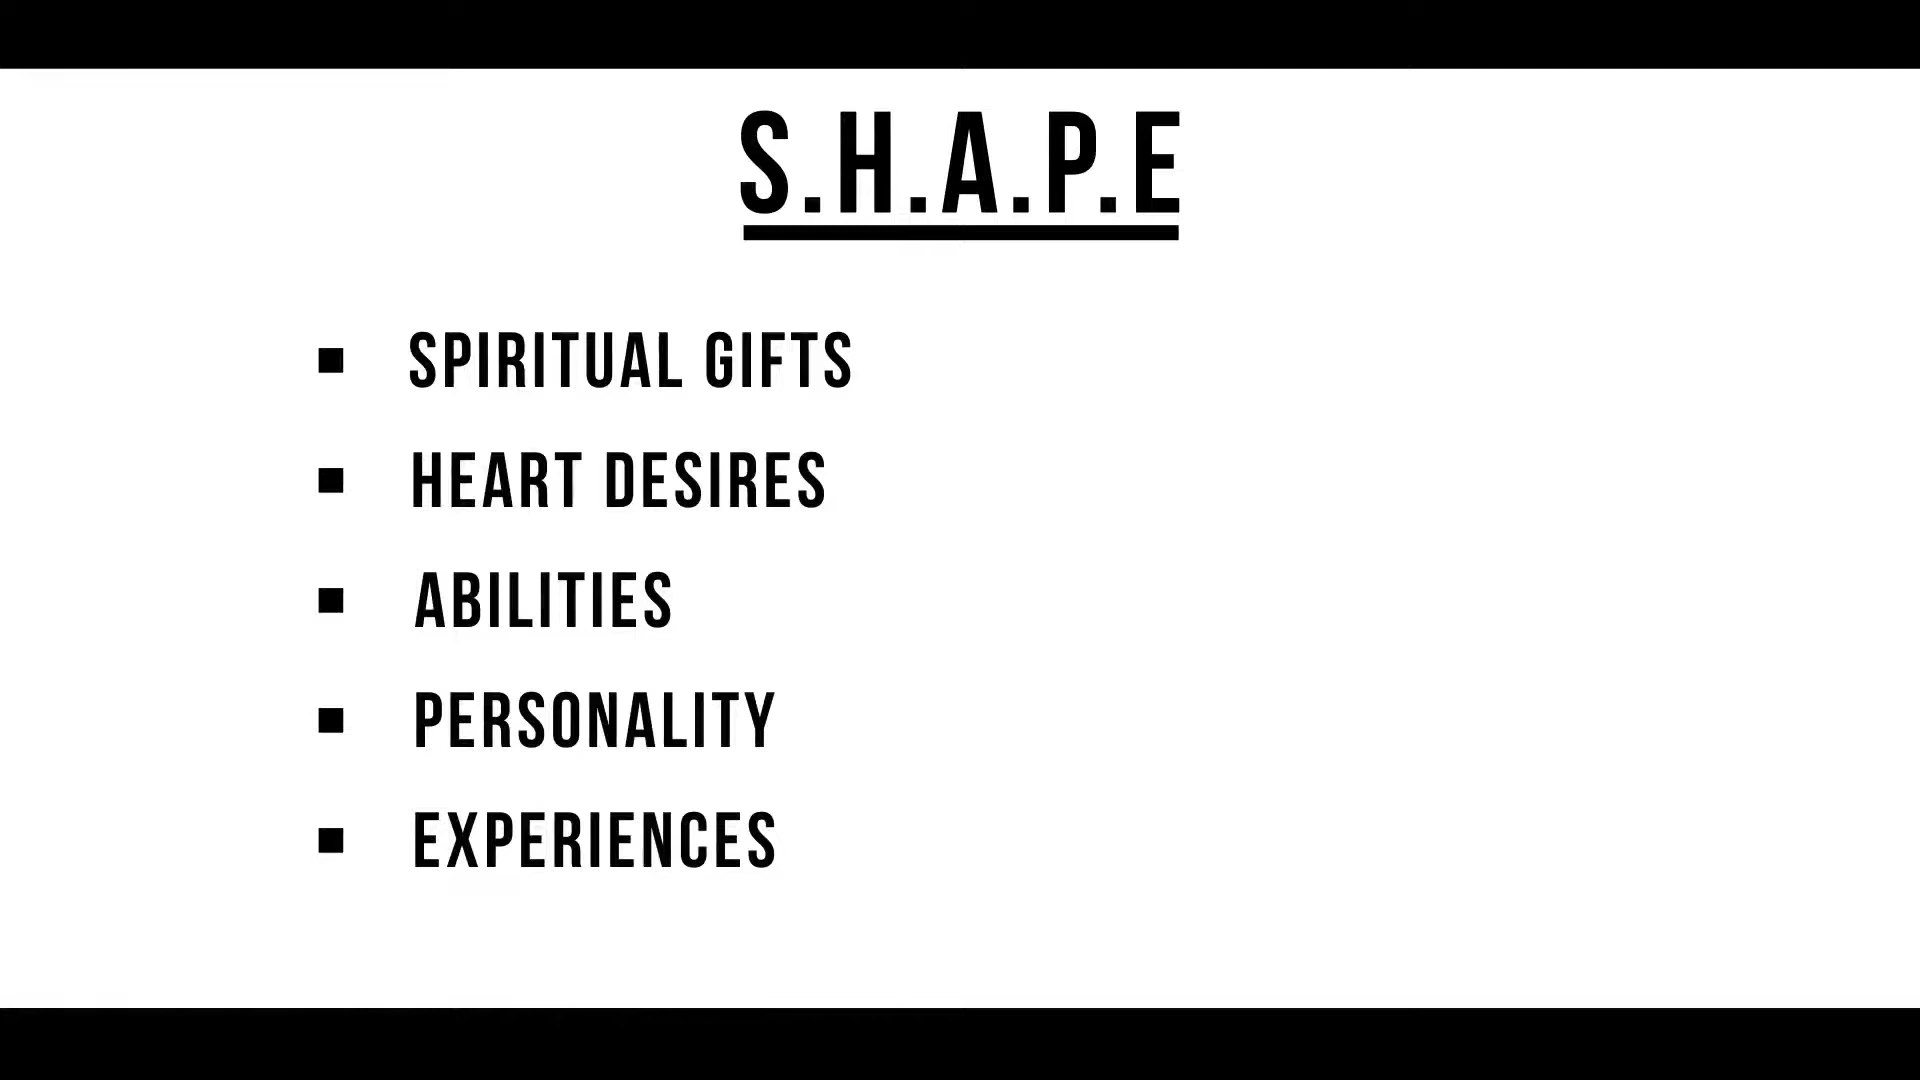 S.H.A.P.E
▪ SPIRITUAL GIFTS
▪ HEART DESIRES
▪ ABILITIES
▪ PERSONALITY
▪ EXPERIENCES